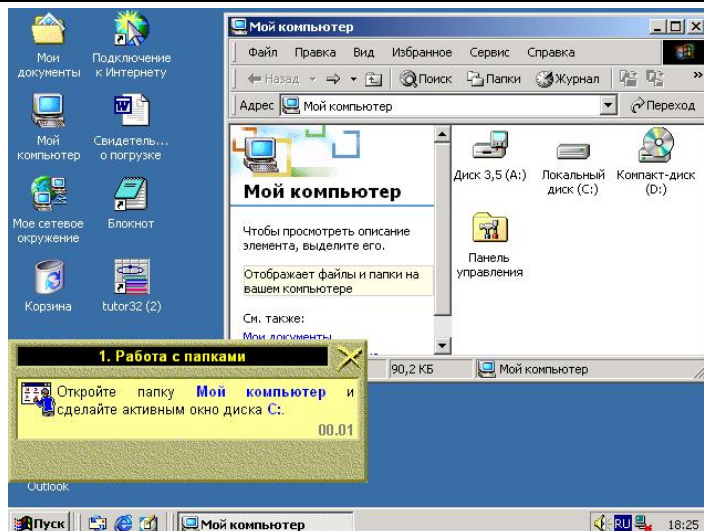 Мои документы
Подключение к Интернету
Мой компьютер
Свидетель... о погрузке
Мое сетевое окружение
Блокнот
Корзина
tutor32 (2)
Outlook
Мой компьютер
Файл Правка Вид Избранное Сервис Справка
Назад Поиск Папки Журнал »
Адрес Мой компьютер Переход
Мой компьютер
Чтобы просмотреть описание
элемента, выделите его.
Отображает файлы и папки на
вашем компьютере
См. также:
Мои документы
Диск 3,5 (A:)
Локальный диск (C:)
Компакт-диск (D:)
Панель управления
90,2 КБ Мой компьютер
1. Работа с папками
Откройте папку Мой компьютер и
сделайте активным окно диска C:.
00.01
Пуск Мой компьютер RU 18:25